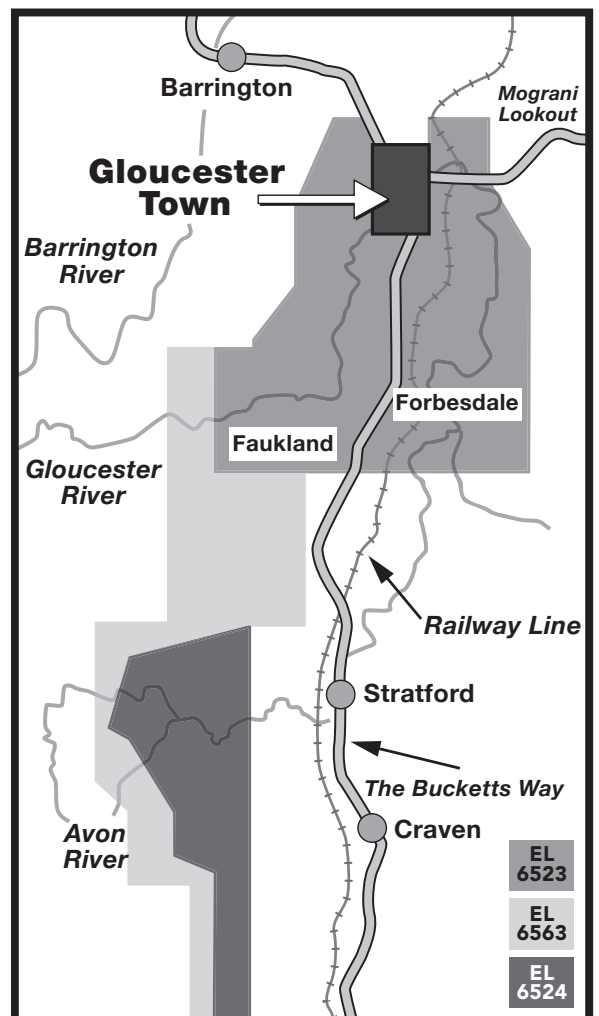 Barrington
Mograni
Lookout
Gloucester
Town
Barrington
River
Forbesdale
Faukland
Gloucester
River
Railway Line
Stratford
The Bucketts Way
Craven
Avon
River
EL
6523
EL
6563
EL
6524